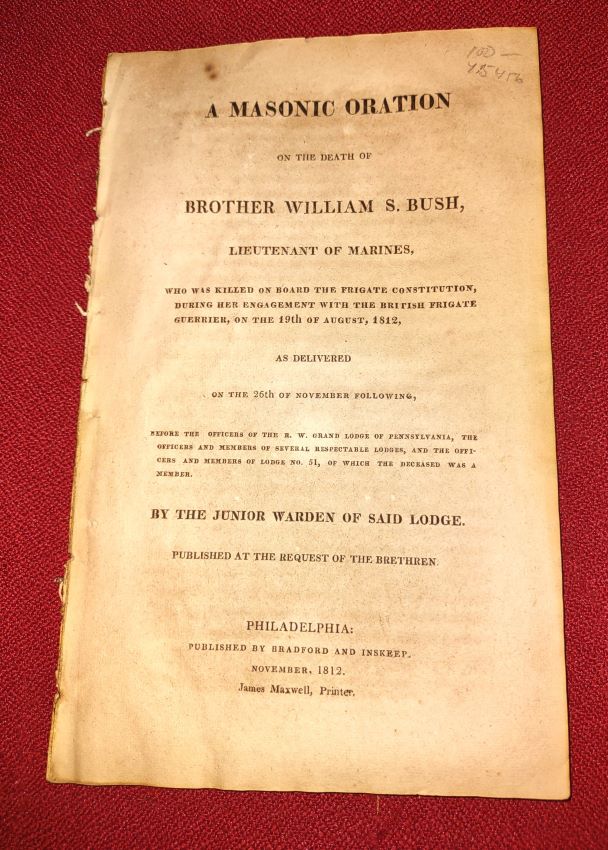 100 —
A MASONIC ORATION
ON THE DEATH OF
BROTHER WILLIAM S. BUSH,
LIEUTENANT OF MARINES,
WHO WAS KILLED ON BOARD THE FRIGATE CONSTITUTION,
DURING HER ENGAGEMENT WITH THE BRITISH FRIGATE
GUERRIER, ON THE 19th OF AUGUST, 1812,
AS DELIVERED
ON THE 26th OF NOVEMBER FOLLOWING,
BEFORE THE OFFICERS OF THE R. W. GRAND LODGE OF PENNSYLVANIA, THE
OFFICERS AND MEMBERS OF SEVERAL RESPECTABLE LODGES, AND THE OFFI-
CERS AND MEMBERS OF LODGE NO. 51, OF WHICH THE DECEASED WAS A
MEMBER.
BY THE JUNIOR WARDEN OF SAID LODGE.
PUBLISHED AT THE REQUEST OF THE BRETHREN.
PHILADELPHIA:
PUBLISHED BY BRADFORD AND INSKEEP.
NOVEMBER, 1812.
James Maxwell, Printer.